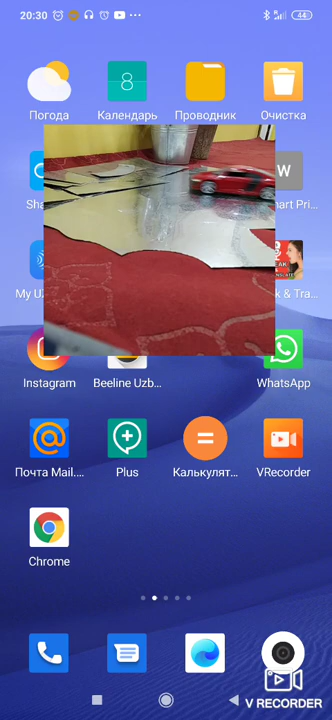 20:30
44
Погода
8
Календарь
Проводник
Очистка
Sha
W
mart Pri...
My U
k & Tra...
Instagram
Beeline Uzb...
WhatsApp
Почта Mail....
Plus
Калькулят...
VRecorder
Chrome
V RECORDER